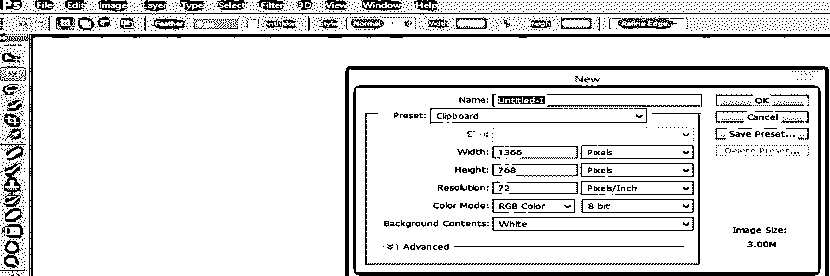 Ps File Edit Image Layer Type Select Filter 3D View Window Help
New
Name: Untitled-1
OK
Preset: Clipboard
Cancel
Size:
Save Preset...
Width: 1366 Pixels
Delete Preset...
Height: 768 Pixels
Resolution: 72 Pixels/Inch
Color Mode: RGB Color 8 bit
Background Contents: White
Image Size:
3.00M
Advanced